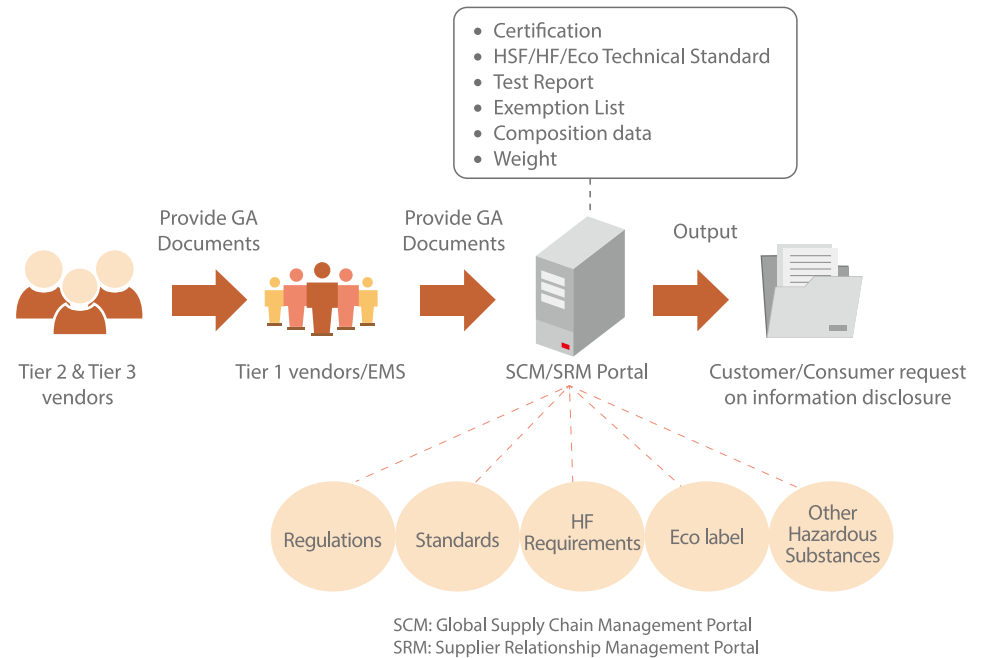 • Certification
• HSF/HF/Eco Technical Standard
• Test Report
• Exemption List
• Composition data
• Weight
Provide GA
Documents
Provide GA
Documents
Output
Tier 2 & Tier 3
vendors
Tier 1 vendors/EMS
SCM/SRM Portal
Customer/Consumer request
on information disclosure
Regulations
Standards
HF
Requirements
Eco label
Other
Hazardous
Substances
SCM: Global Supply Chain Management Portal
SRM: Supplier Relationship Management Portal